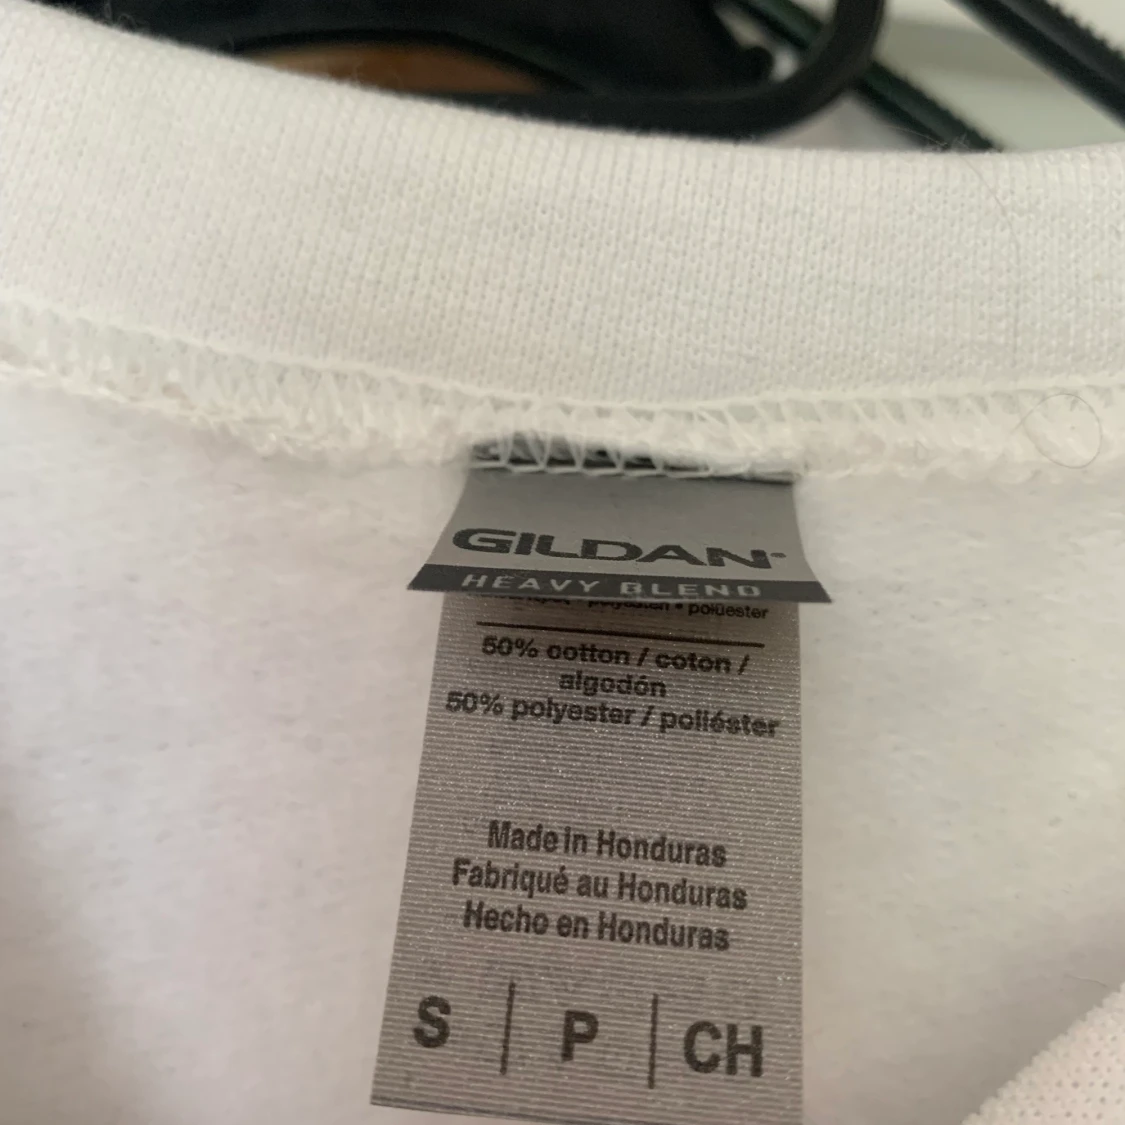 GILDAN
HEAVY BLEND
• poliéster
50% cotton / coton /
algodón
50% polyester / poliéster
Made in Honduras
Fabriqué au Honduras
Hecho en Honduras
S | P | CH